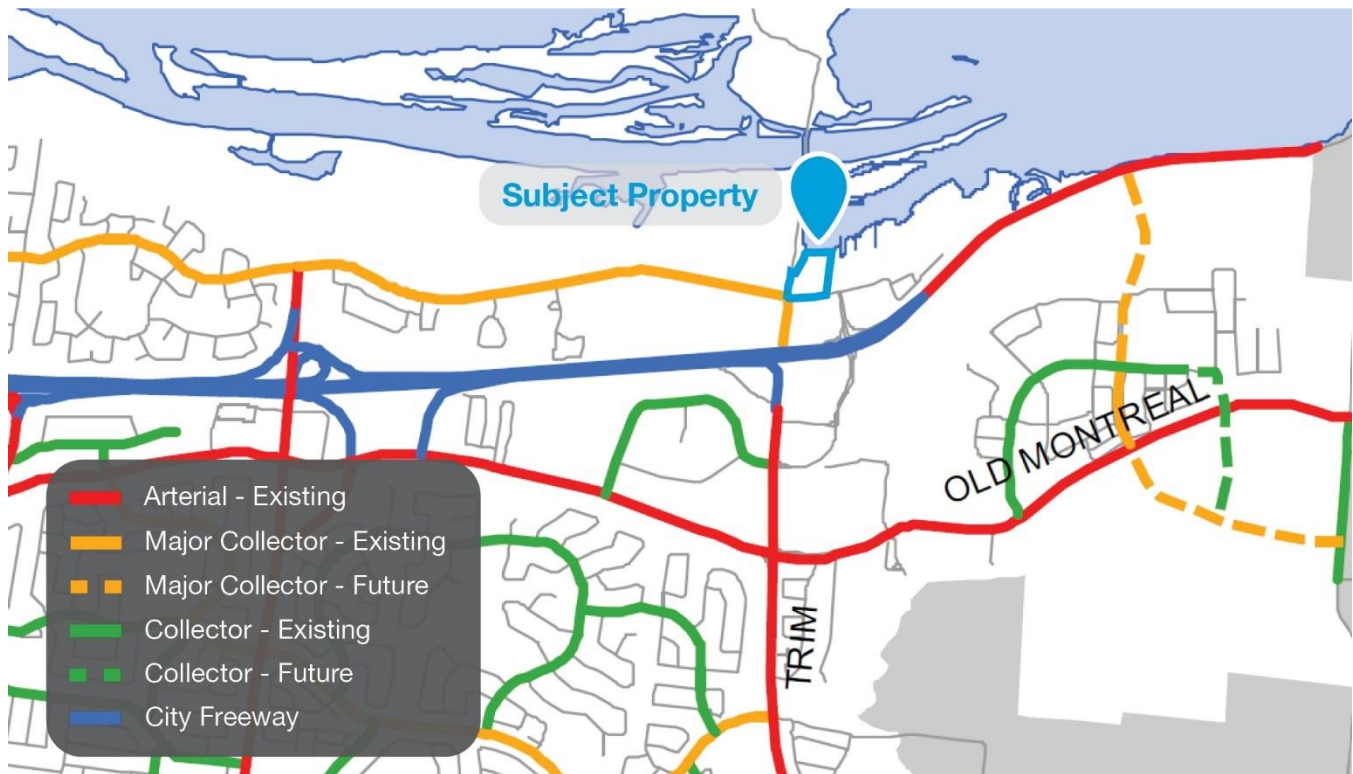 Subject Property
OLD MONTREAL
TRIM
Arterial - Existing
Major Collector - Existing
Major Collector - Future
Collector - Existing
Collector - Future
City Freeway